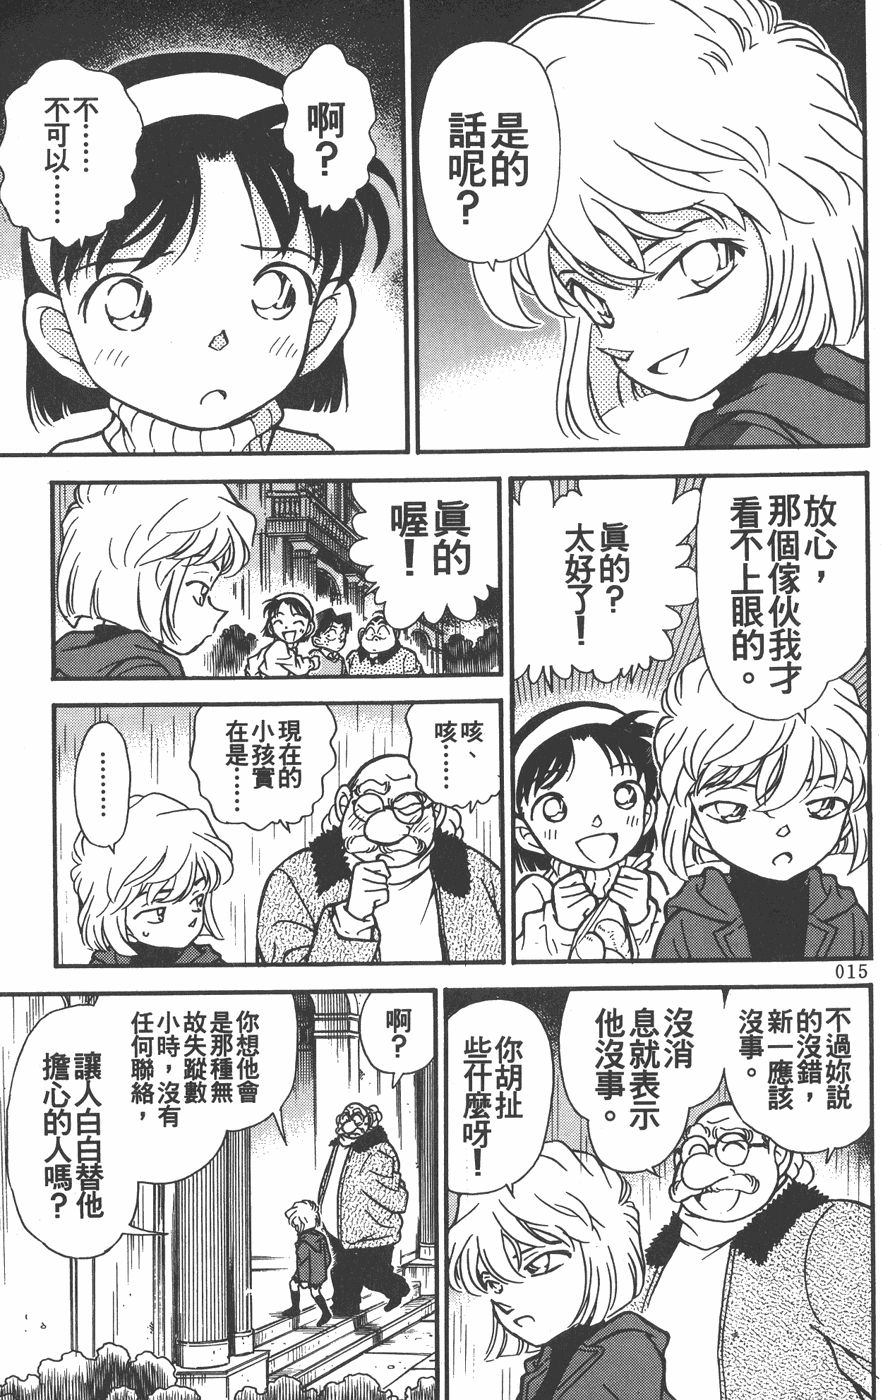 是的
話呢？
啊？
不……
不可以……
放心，
那個傢伙我才
看不上眼的。
眞的？
太好了！
眞的
喔！
咳、
咳……
現在的
小孩實
在是……
………
015
不過妳說
的沒錯，
新一應該
沒事。
沒消
息就表示
他沒事。
你胡扯
些什麼呀！
啊？
你想他會
是那種無
故失蹤數
小時，沒有
任何聯絡，
讓人白白替他
擔心的人嗎？